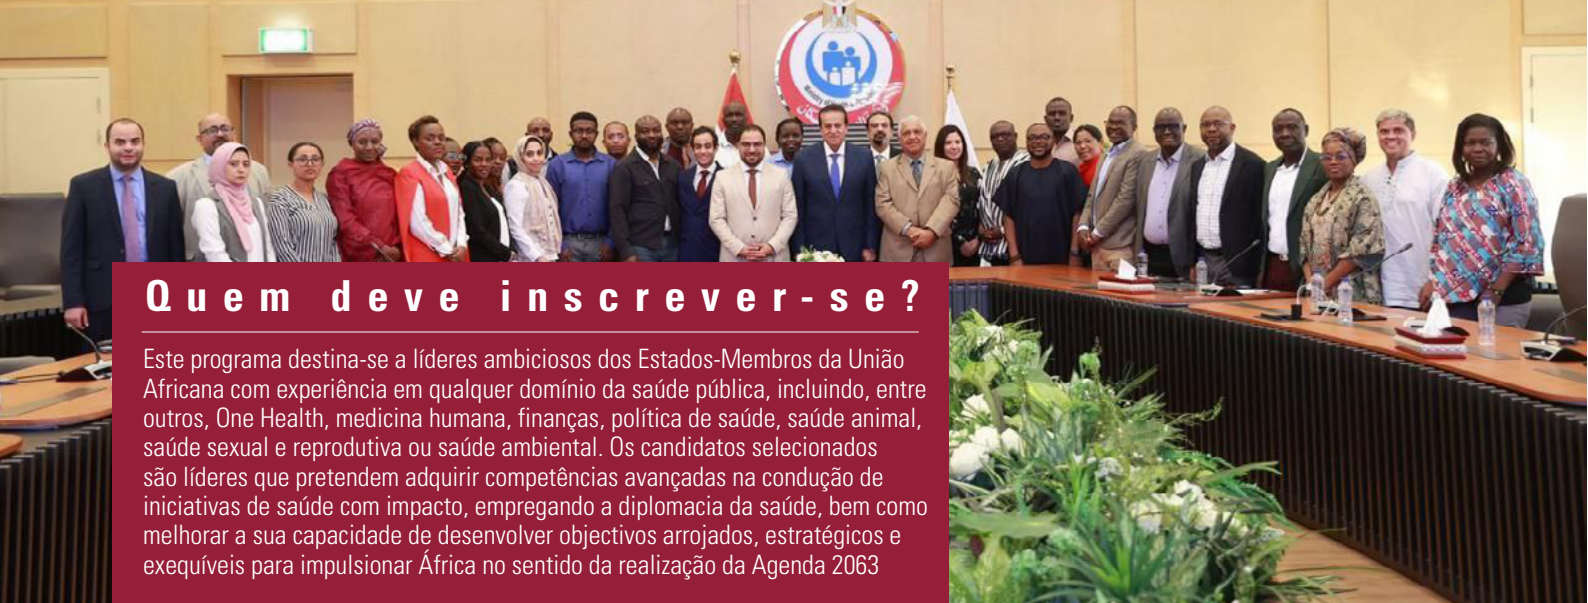 Quem deve inscrever-se?
Este programa destina-se a líderes ambiciosos dos Estados-Membros da União
Africana com experiência em qualquer domínio da saúde pública, incluindo, entre
outros, One Health, medicina humana, finanças, política de saúde, saúde animal,
saúde sexual e reprodutiva ou saúde ambiental. Os candidatos selecionados
são líderes que pretendem adquirir competências avançadas na condução de
iniciativas de saúde com impacto, empregando a diplomacia da saúde, bem como
melhorar a sua capacidade de desenvolver objectivos arrojados, estratégicos e
exequíveis para impulsionar África no sentido da realização da Agenda 2063